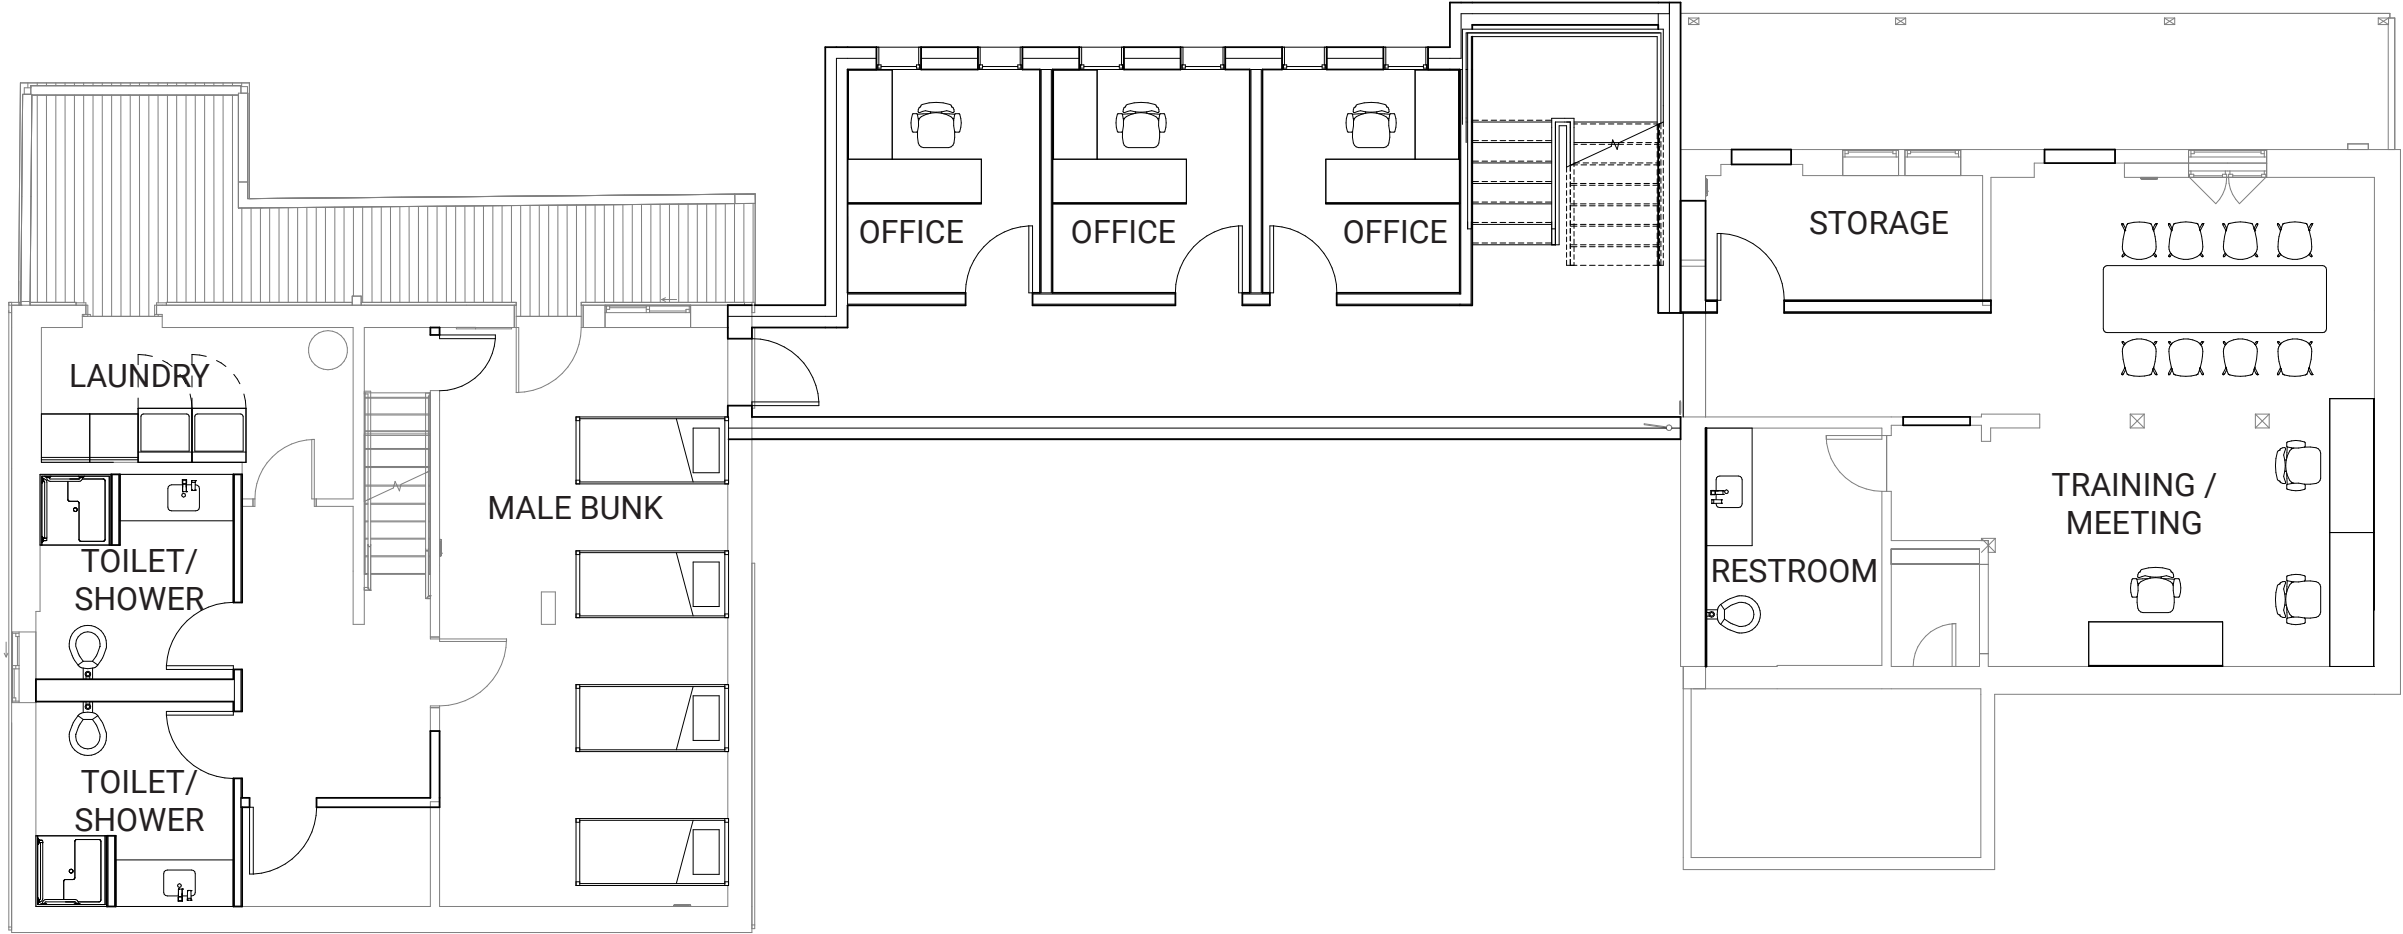 OFFICE
OFFICE
OFFICE
STORAGE
LAUNDRY
MALE BUNK
TOILET/
SHOWER
TOILET/
SHOWER
RESTROOM
TRAINING /
MEETING